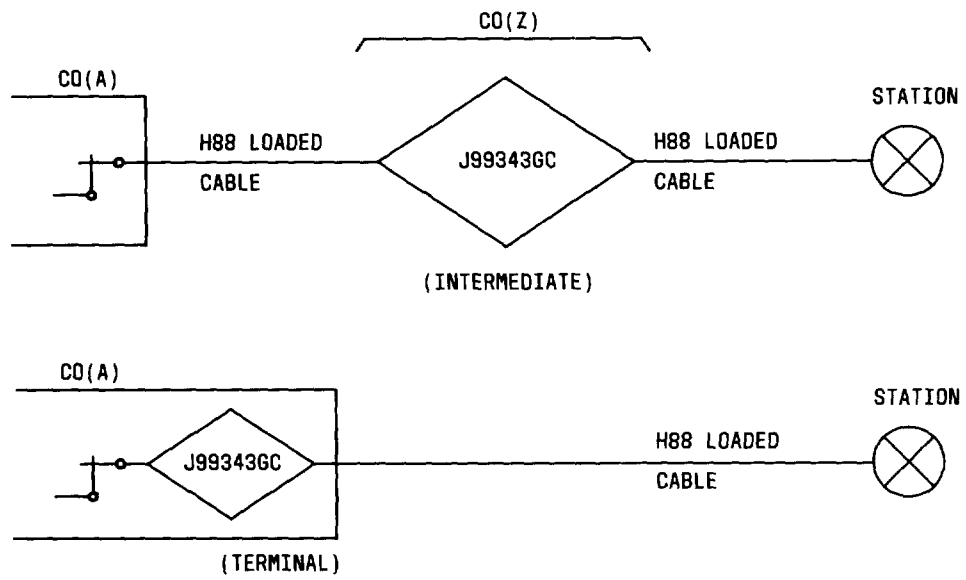 CO(Z)
CO(A)
STATION
H88 LOADED
CABLE
J99343GC
H88 LOADED
CABLE
(INTERMEDIATE)
CO(A)
STATION
J99343GC
H88 LOADED
CABLE
(TERMINAL)